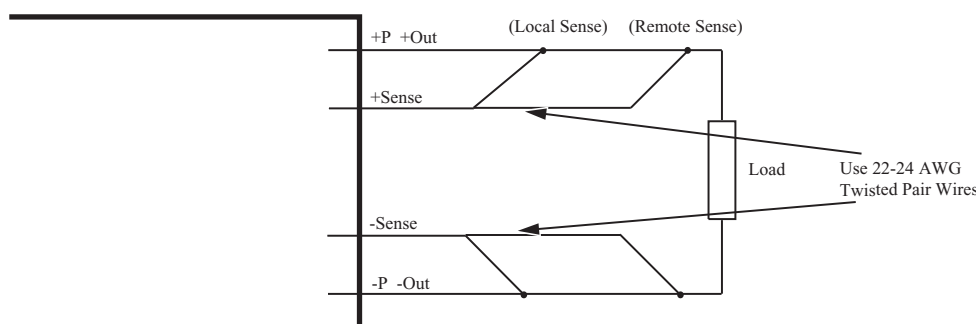 +P +Out
(Local Sense)
(Remote Sense)
+Sense
Load
Use 22-24 AWG
Twisted Pair Wires
-Sense
-P -Out